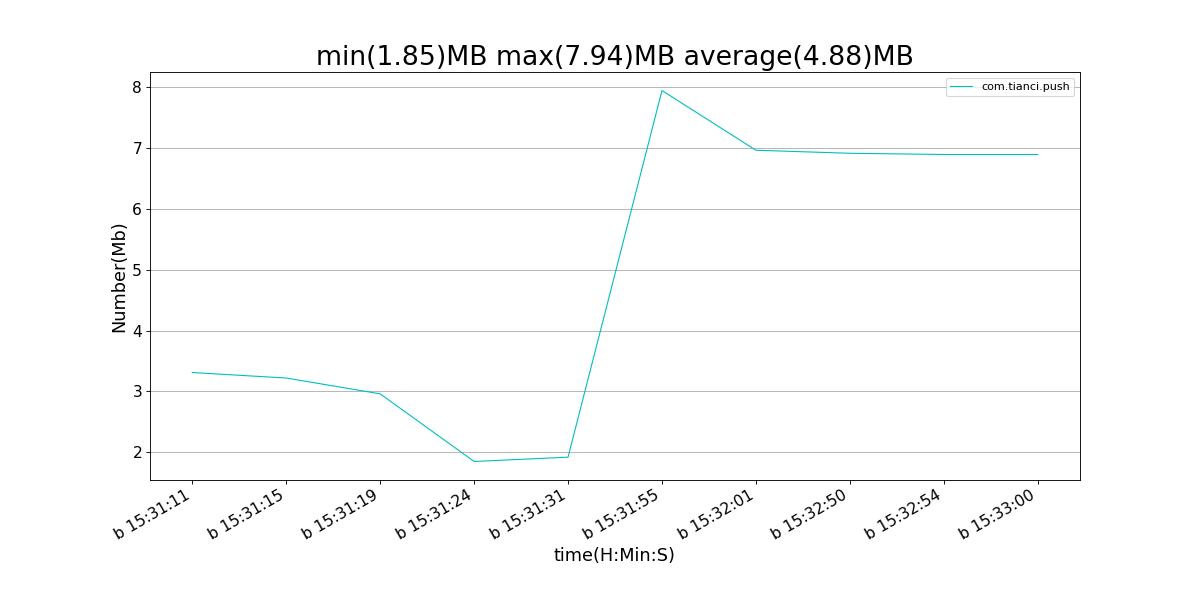 min(1.85)MB max(7.94)MB average(4.88)MB
com.tianci.push
8
7
6
5
4
3
2
Number(Mb)
b 15:31:11
b 15:31:15
b 15:31:19
b 15:31:24
b 15:31:31
b 15:31:55
b 15:32:01
b 15:32:50
b 15:32:54
b 15:33:00
time(H:Min:S)